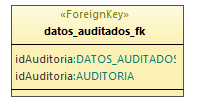 «ForeignKey»
datos_auditados_fk
idAuditoria:DATOS_AUDITADOS
idAuditoria:AUDITORIA